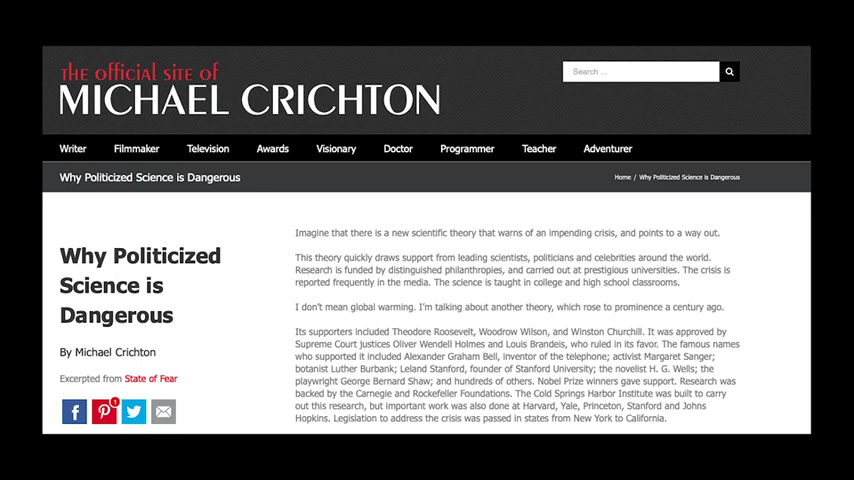 the official site of
MICHAEL CRICHTON
Search ...
Writer Filmmaker Television Awards Visionary Doctor Programmer Teacher Adventurer
Why Politicized Science is Dangerous
Home / Why Politicized Science is Dangerous
Why Politicized
Science is
Dangerous
By Michael Crichton
Excerpted from State of Fear
1
Imagine that there is a new scientific theory that warns of an impending crisis, and points to a way out.
This theory quickly draws support from leading scientists, politicians and celebrities around the world.
Research is funded by distinguished philanthropies, and carried out at prestigious universities. The crisis is
reported frequently in the media. The science is taught in college and high school classrooms.
I don't mean global warming. I'm talking about another theory, which rose to prominence a century ago.
Its supporters included Theodore Roosevelt, Woodrow Wilson, and Winston Churchill. It was approved by
Supreme Court justices Oliver Wendell Holmes and Louis Brandeis, who ruled in its favor. The famous names
who supported it included Alexander Graham Bell, inventor of the telephone; activist Margaret Sanger;
botanist Luther Burbank; Leland Stanford, founder of Stanford University; the novelist H. G. Wells; the
playwright George Bernard Shaw; and hundreds of others. Nobel Prize winners gave support. Research was
backed by the Carnegie and Rockefeller Foundations. The Cold Springs Harbor Institute was built to carry
out this research, but important work was also done at Harvard, Yale, Princeton, Stanford and Johns
Hopkins. Legislation to address the crisis was passed in states from New York to California.